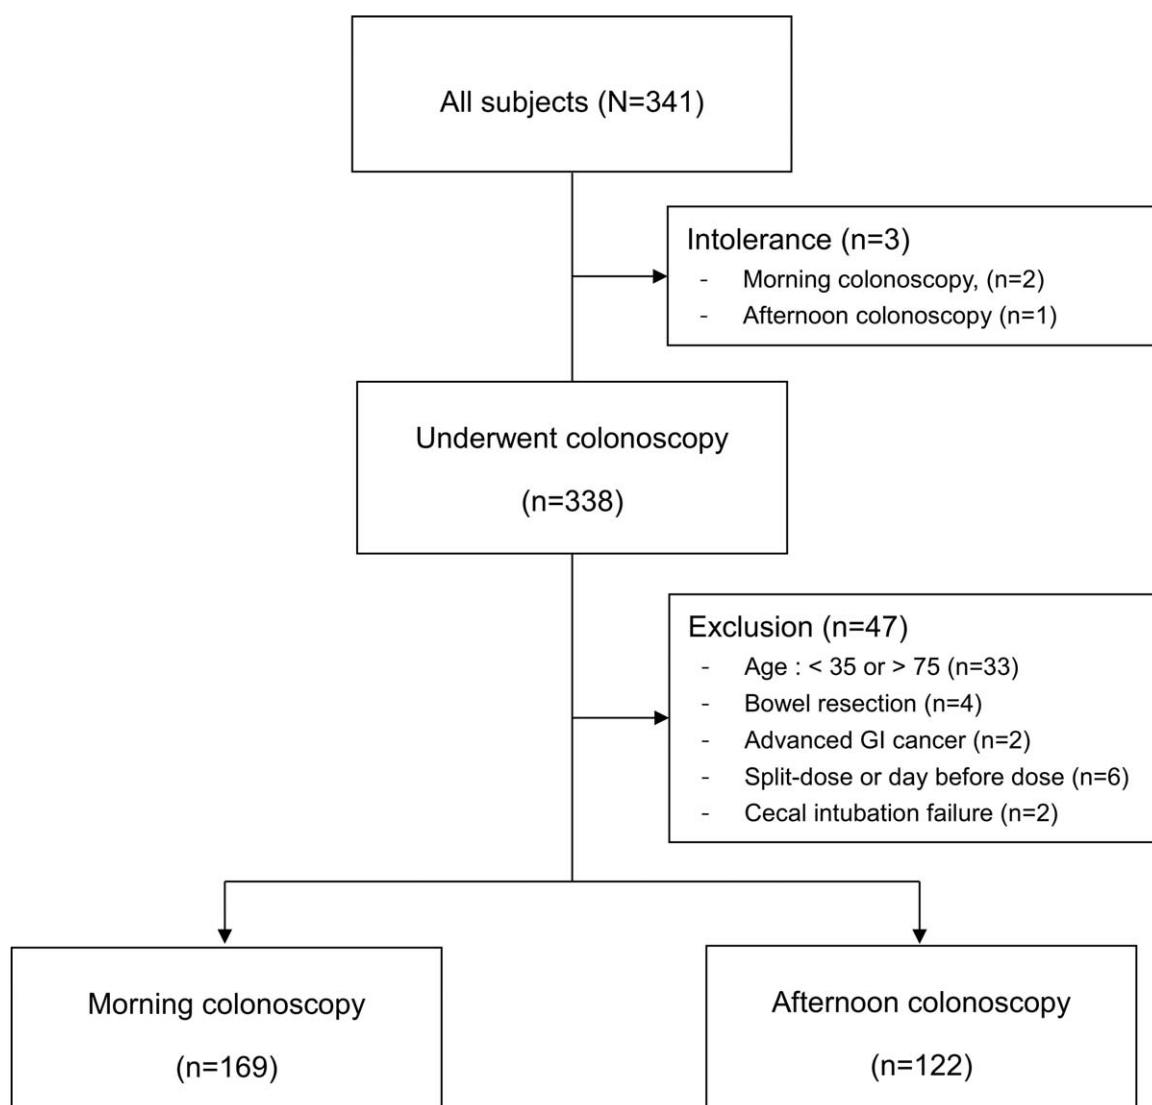 All subjects (N=341)
Intolerance (n=3)
- Morning colonoscopy, (n=2)
- Afternoon colonoscopy (n=1)
Underwent colonoscopy
(n=338)
Exclusion (n=47)
- Age : < 35 or > 75 (n=33)
- Bowel resection (n=4)
- Advanced GI cancer (n=2)
- Split-dose or day before dose (n=6)
- Cecal intubation failure (n=2)
Morning colonoscopy
(n=169)
Afternoon colonoscopy
(n=122)